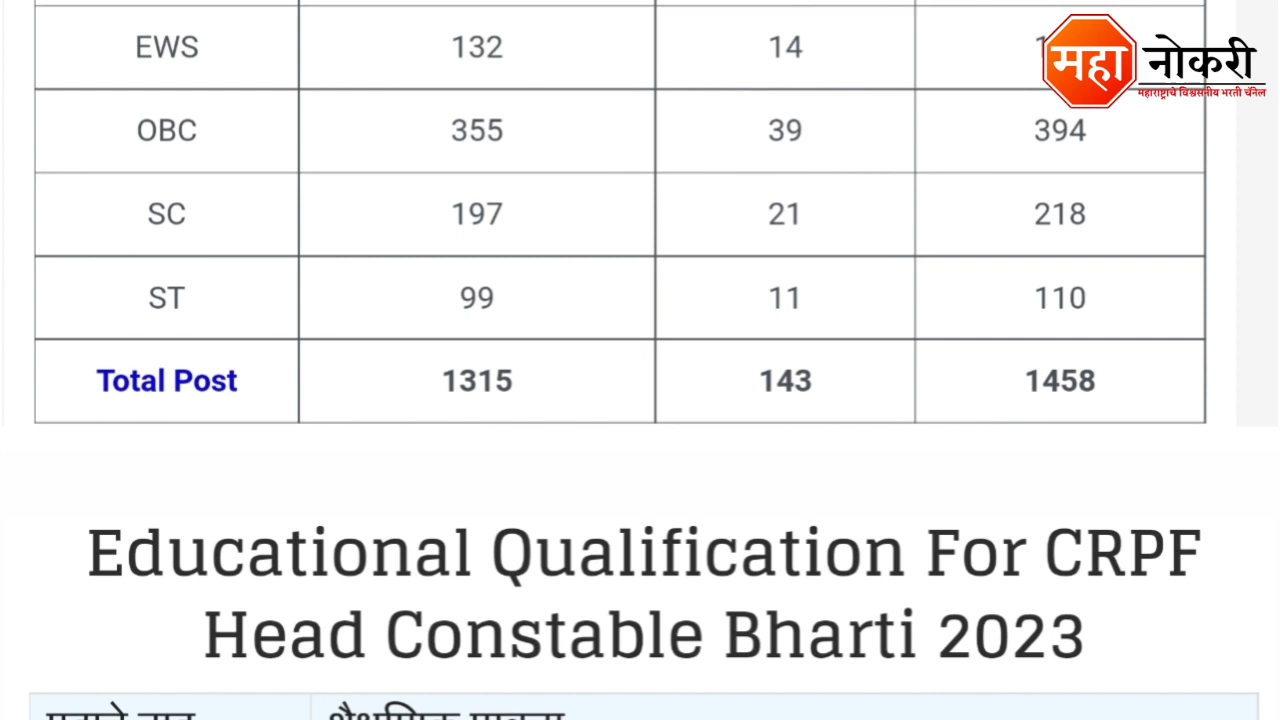 EWS 132 14
महा नोकरी
महाराष्ट्राचे विश्वसनीय भरती चॅनेल
OBC 355 39 394
SC 197 21 218
ST 99 11 110
Total Post 1315 143 1458
Educational Qualification For CRPF
Head Constable Bharti 2023